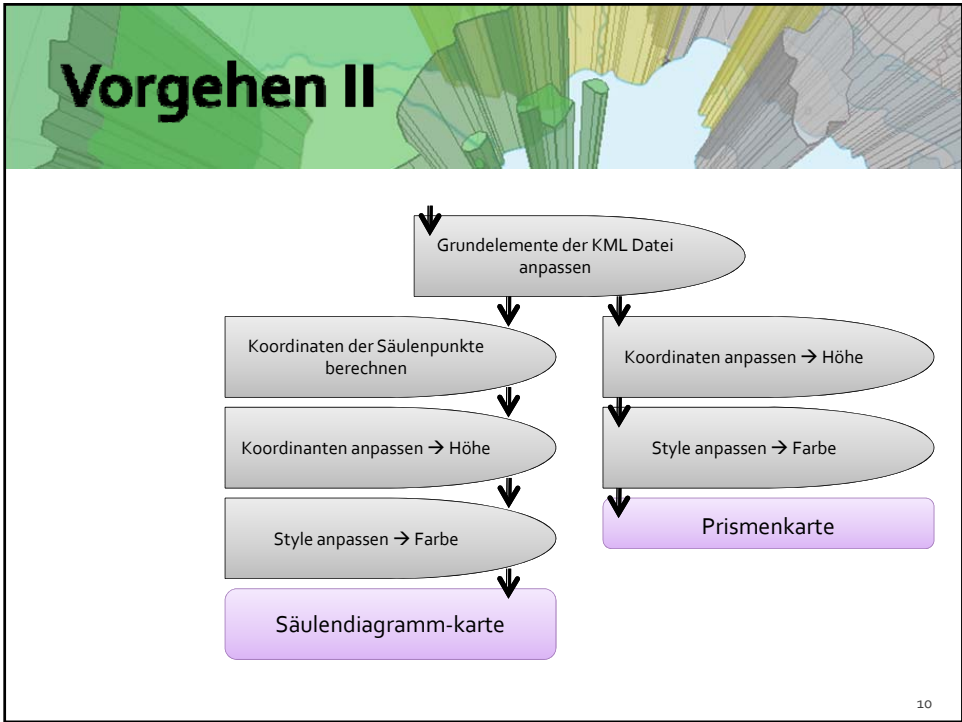 Vorgehen II
Grundelemente der KML Datei
anpassen
Koordinaten der Säulenpunkte
berechnen
Koordinanten anpassen → Höhe
Style anpassen → Farbe
Säulendiagramm-karte
Koordinaten anpassen → Höhe
Style anpassen → Farbe
Prismenkarte
10